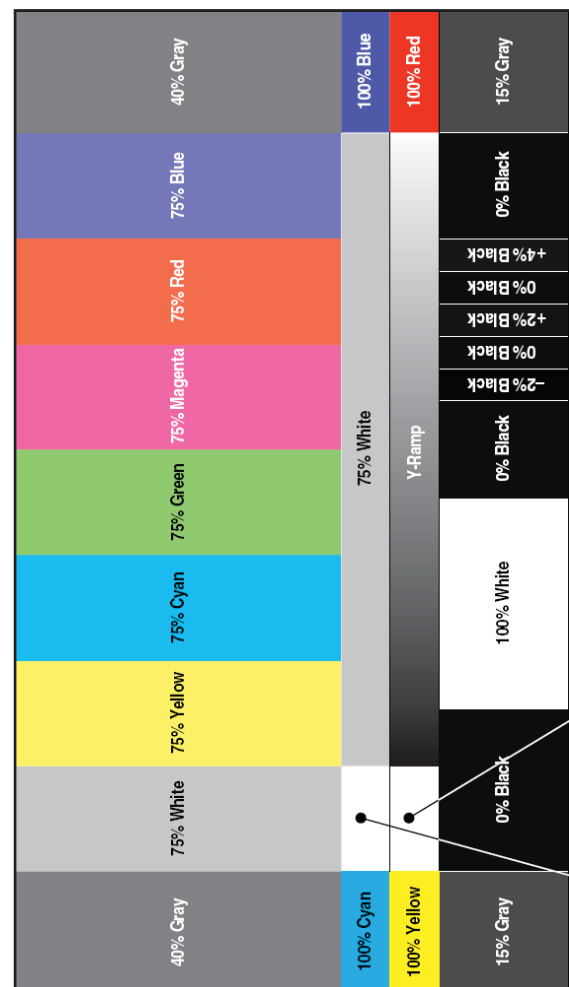 40% Gray
75% White
75% Yellow
75% Cyan
75% Green
75% Magenta
75% Red
75% Blue
40% Gray
100% Cyan
75% White
100% Blue
100% Yellow
Y-Ramp
100% Red
15% Gray
0% Black
100% White
0% Black
–2% Black
0% Black
+2% Black
0% Black
+4% Black
0% Black
15% Gray